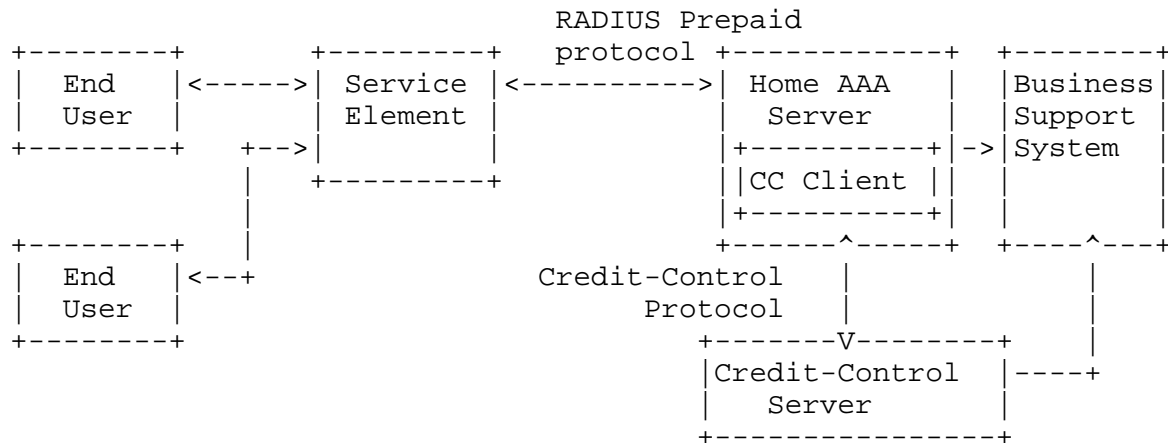 RADIUS Prepaid
protocol
End User
Service Element
Home AAA Server
CC Client
Business Support System
End User
Credit-Control Protocol
Credit-Control Server